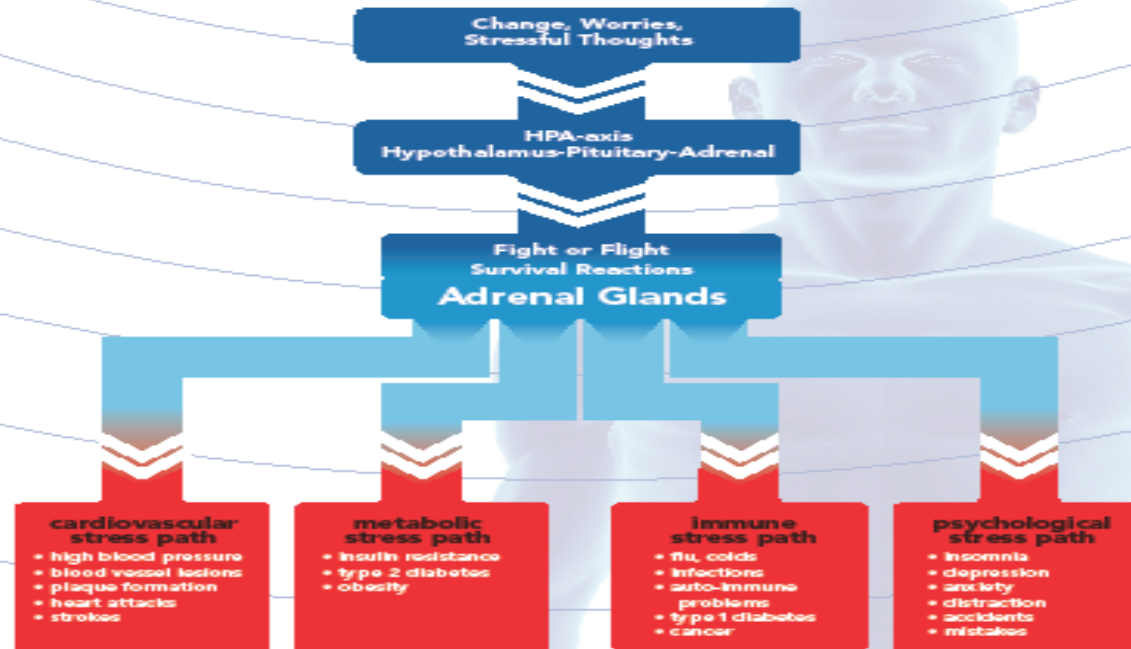 Change, Worries,
Stressful Thoughts
HPA-axis
Hypothalamus-Pituitary-Adrenal
Fight or Flight
Survival Reactions
Adrenal Glands
cardiovascular
stress path
• high blood pressure
• blood vessel lesions
• plaque formation
• heart attacks
• strokes
metabolic
stress path
• insulin resistance
• type 2 diabetes
• obesity
immune
stress path
• flu, colds
• infections
• auto-immune
problems
• type 1 diabetes
• cancer
psychological
stress path
• insomnia
• depression
• anxiety
• distraction
• accidents
• mistakes